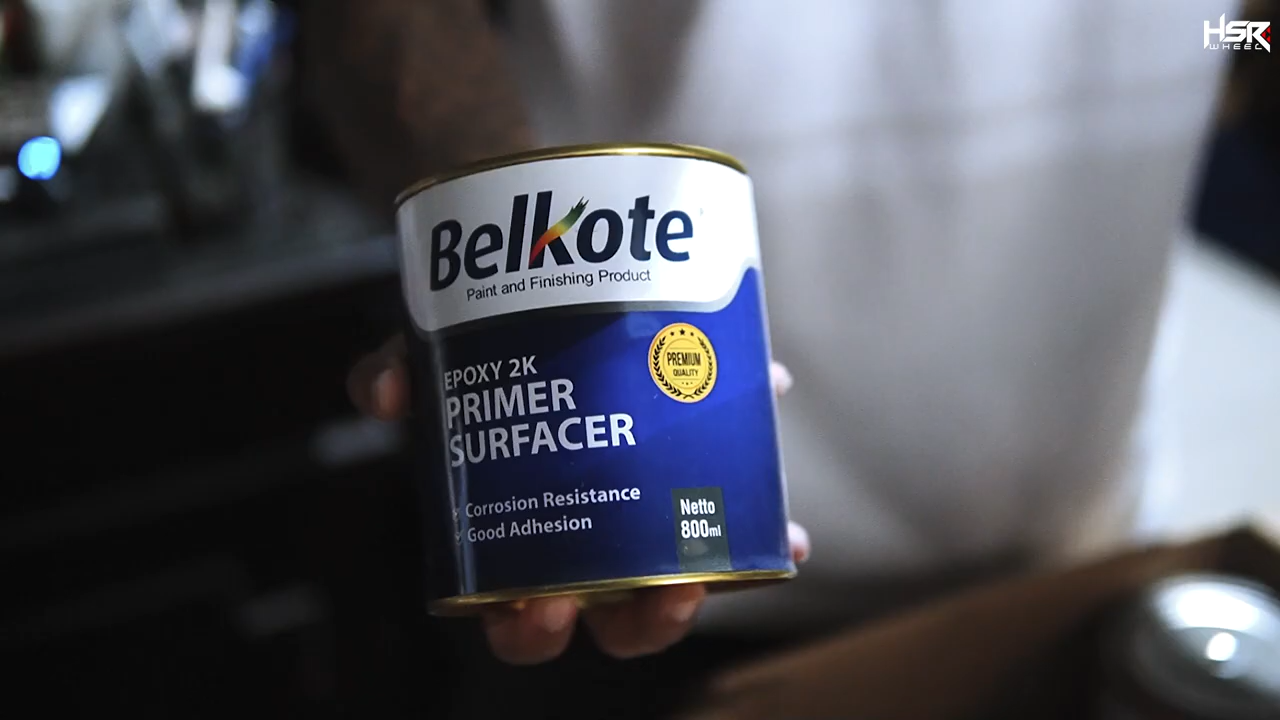 HSR
WHEEL
Belkote
Paint and Finishing Product
PREMIUM
QUALITY
EPOXY 2K
PRIMER
SURFACER
Corrosion Resistance
Good Adhesion
Netto
800ml